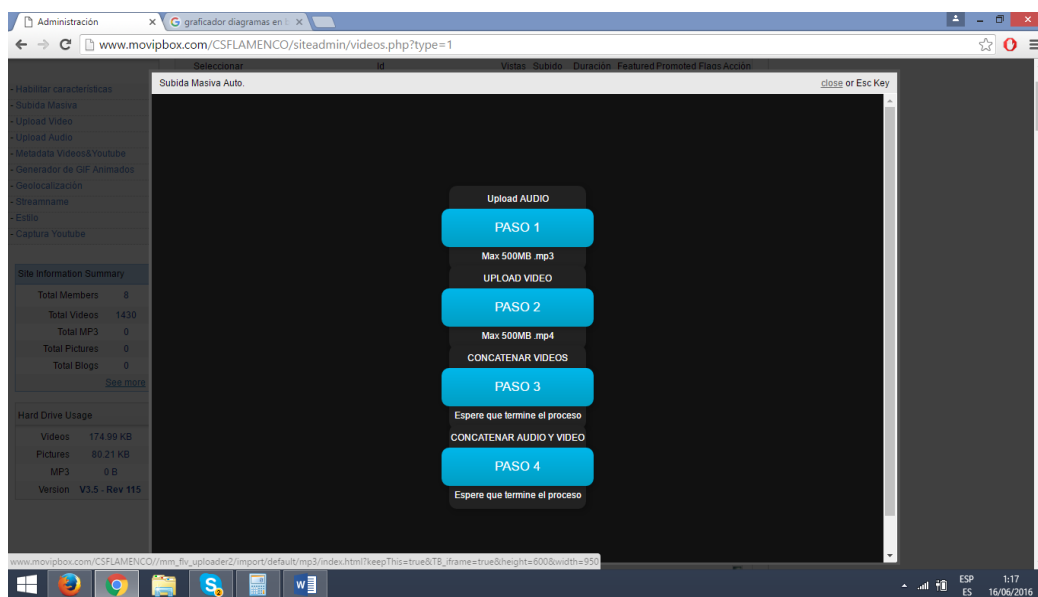 Administración
graficador diagramas en
www.movipbox.com/CSFLAMENCO/siteadmin/videos.php?type=1
Seleccionar Id Vistas Subido Duración Featured Promoted Flags Acción
Subida Masiva Auto. close or Esc Key
- Habilitar características
- Subida Masiva
- Upload Video
- Upload Audio
- Metadata Videos&Youtube
- Generador de GIF Animados
- Geolocalización
- Streamname
- Estilo
- Captura Youtube
Site Information Summary
Total Members 8
Total Videos 1430
Total MP3 0
Total Pictures 0
Total Blogs 0
See more
Hard Drive Usage
Videos 174.99 KB
Pictures 80.21 KB
MP3 0 B
Version V3.5 - Rev 115
Upload AUDIO
PASO 1
Max 500MB .mp3
UPLOAD VIDEO
PASO 2
Max 500MB .mp4
CONCATENAR VIDEOS
PASO 3
Espere que termine el proceso
CONCATENAR AUDIO Y VIDEO
PASO 4
Espere que termine el proceso
www.movipbox.com/CSFLAMENCO//mm_flv_uploader2/import/default/mp3/index.html?keepThis=true&TB_iframe=true&height=600&width=950
ESP 1:17
ES 16/06/2016